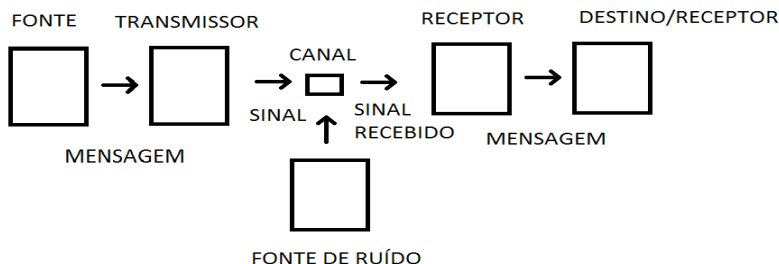 FONTE
TRANSMISSOR
CANAL
RECEPTOR
DESTINO/RECEPTOR
SINAL
SINAL
RECEBIDO
MENSAGEM
MENSAGEM
FONTE DE RUÍDO